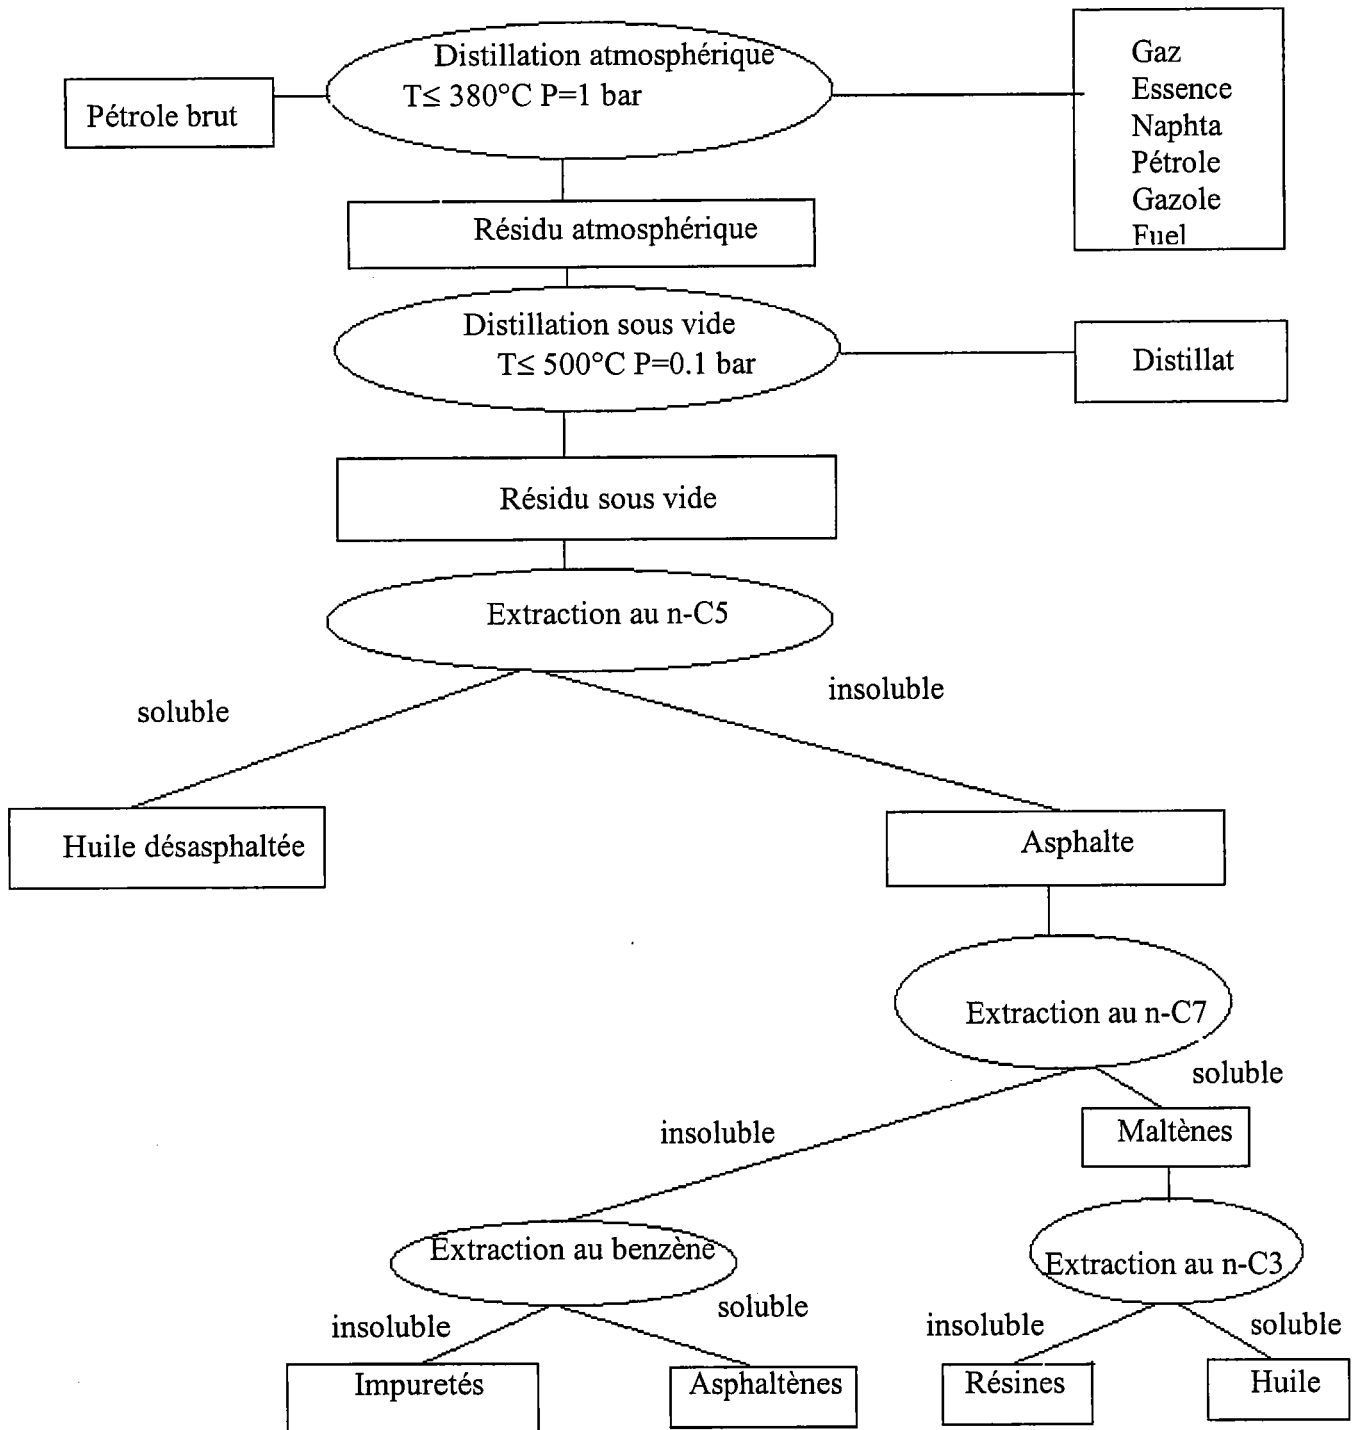 Distillation atmosphérique
T≤ 380°C P=1 bar
Pétrole brut
Gaz
Essence
Naphta
Pétrole
Gazole
Fuel
Résidu atmosphérique
Distillation sous vide
T≤ 500°C P=0.1 bar
Distillat
Résidu sous vide
Extraction au n-C5
soluble
insoluble
Huile désasphaltée
Asphalte
Extraction au n-C7
insoluble
soluble
Maltènes
Extraction au benzène
Extraction au n-C3
insoluble
soluble
insoluble
soluble
Impuretés
Asphaltènes
Résines
Huile